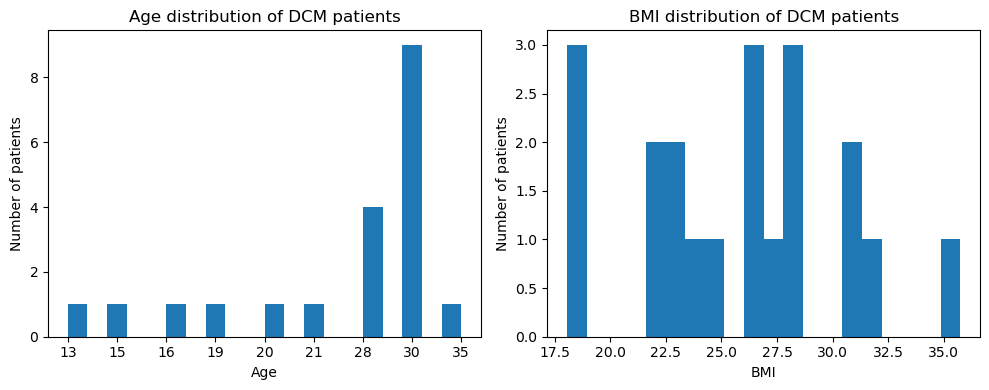 Age distribution of DCM patients
Number of patients
8
6
4
2
0
13 15 16 19 20 21 28 30 35
Age
BMI distribution of DCM patients
Number of patients
3.0
2.5
2.0
1.5
1.0
0.5
0.0
17.5 20.0 22.5 25.0 27.5 30.0 32.5 35.0
BMI